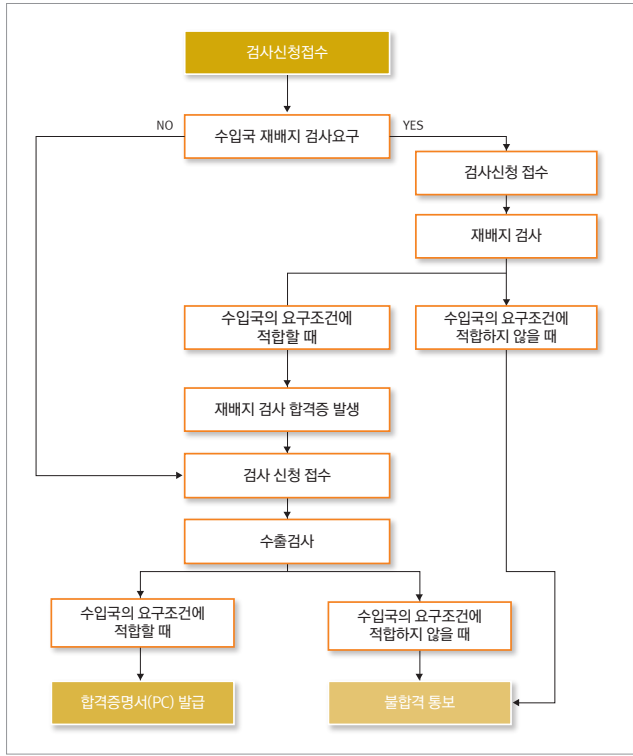 검사신청접수
NO
수입국 재배지 검사요구
YES
검사신청 접수
재배지 검사
수입국의 요구조건에
적합할 때
수입국의 요구조건에
적합하지 않을 때
재배지 검사 합격증 발생
검사 신청 접수
수출검사
수입국의 요구조건에
적합할 때
수입국의 요구조건에
적합하지 않을 때
합격증명서(PC) 발급
불합격 통보